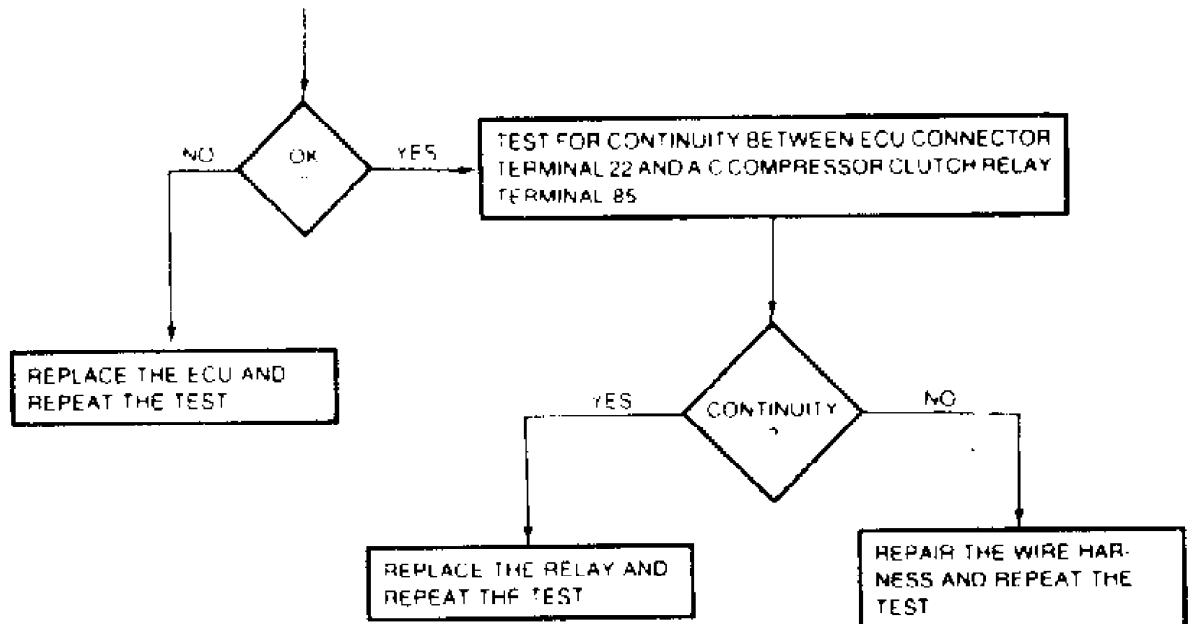 NO
OK
?
YES
TEST FOR CONTINUITY BETWEEN ECU CONNECTOR
TERMINAL 22 AND A C COMPRESSOR CLUTCH RELAY
TERMINAL 85
REPLACE THE ECU AND
REPEAT THE TEST
YES
CONTINUITY
?
NO
REPLACE THE RELAY AND
REPEAT THE TEST
REPAIR THE WIRE HAR-
NESS AND REPEAT THE
TEST